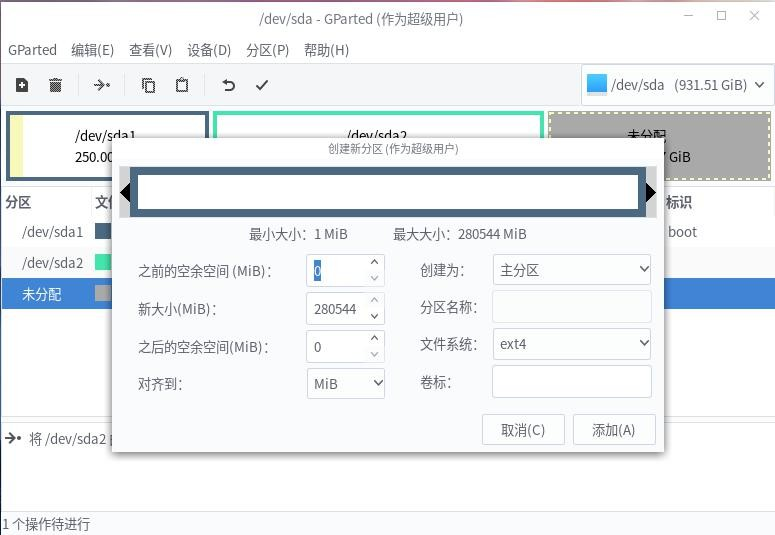 /dev/sda - GParted (作为超级用户)
GParted 编辑(E) 查看(V) 设备(D) 分区(P) 帮助(H)
/dev/sda (931.51 GiB)
/dev/sda1 /dev/sda2 未分配
250.00 GiB
创建新分区 (作为超级用户)
分区 标识
最小大小：1 MiB 最大大小：280544 MiB
/dev/sda1 boot
/dev/sda2
未分配
之前的空余空间 (MiB)： 0 创建为： 主分区
新大小(MiB)： 280544 分区名称：
之后的空余空间(MiB)： 0 文件系统： ext4
对齐到： MiB 卷标：
取消(C) 添加(A)
将 /dev/sda2
1 个操作待进行